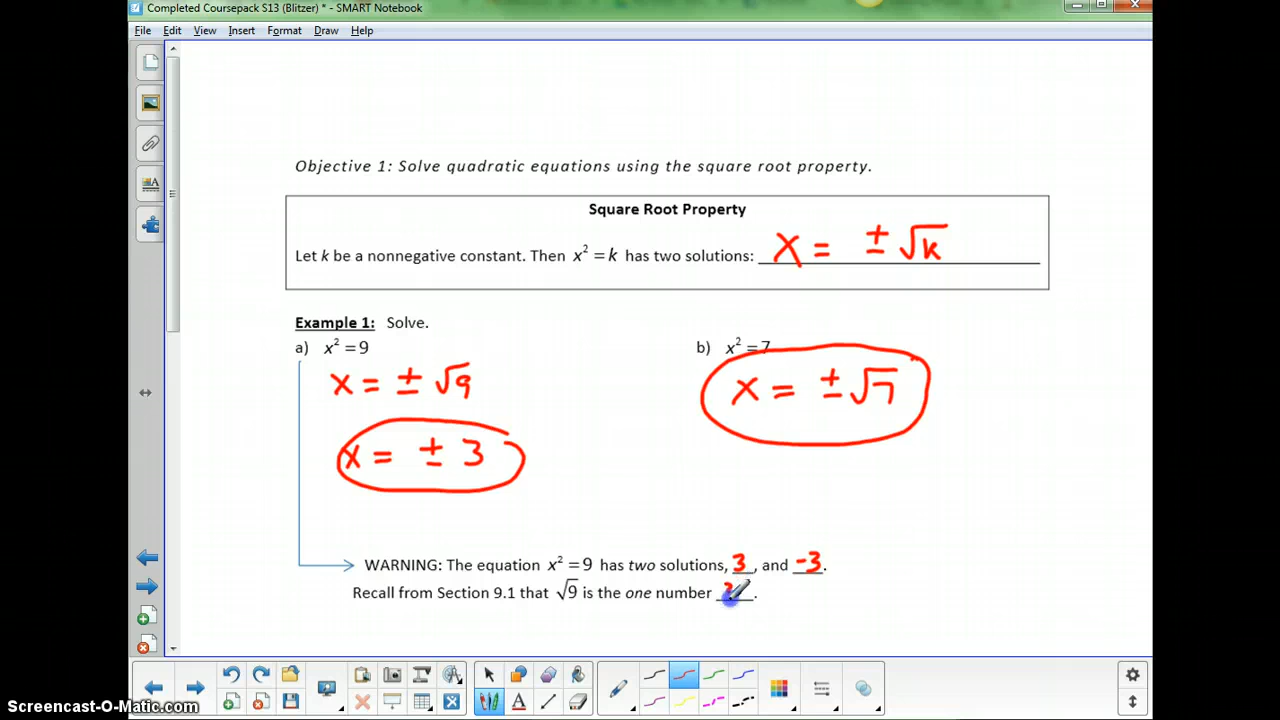 Completed Coursepack S13 (Blitzer) * - SMART Notebook
File Edit View Insert Format Draw Help
Objective 1: Solve quadratic equations using the square root property.
Square Root Property
Let k be a nonnegative constant. Then x² = k has two solutions: x = ± √k
Example 1: Solve.
a) x² = 9 b) x² = 7
x = ± √9 x = ± √7
x = ± 3
WARNING: The equation x² = 9 has two solutions, 3, and -3.
Recall from Section 9.1 that √9 is the one number .
Screencast-O-Matic.com